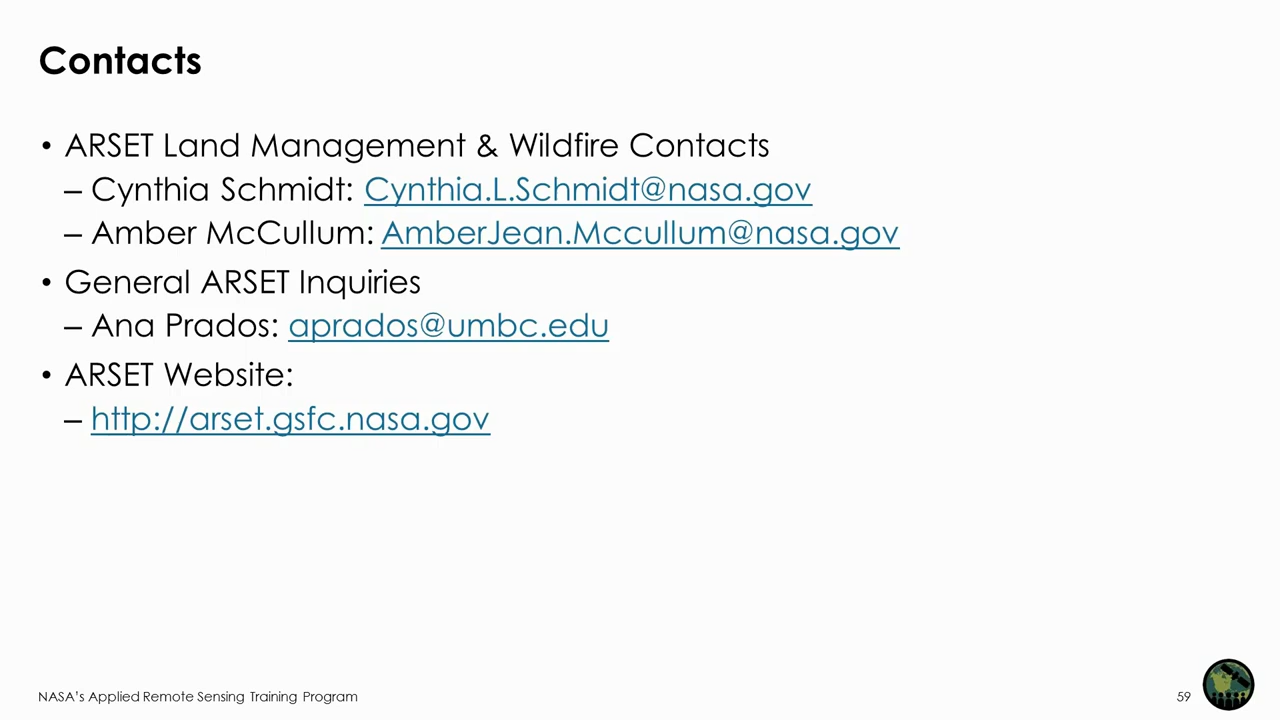 Contacts
• ARSET Land Management & Wildfire Contacts
– Cynthia Schmidt: Cynthia.L.Schmidt@nasa.gov
– Amber McCullum: AmberJean.Mccullum@nasa.gov
• General ARSET Inquiries
– Ana Prados: aprados@umbc.edu
• ARSET Website:
– http://arset.gsfc.nasa.gov
NASA's Applied Remote Sensing Training Program
59